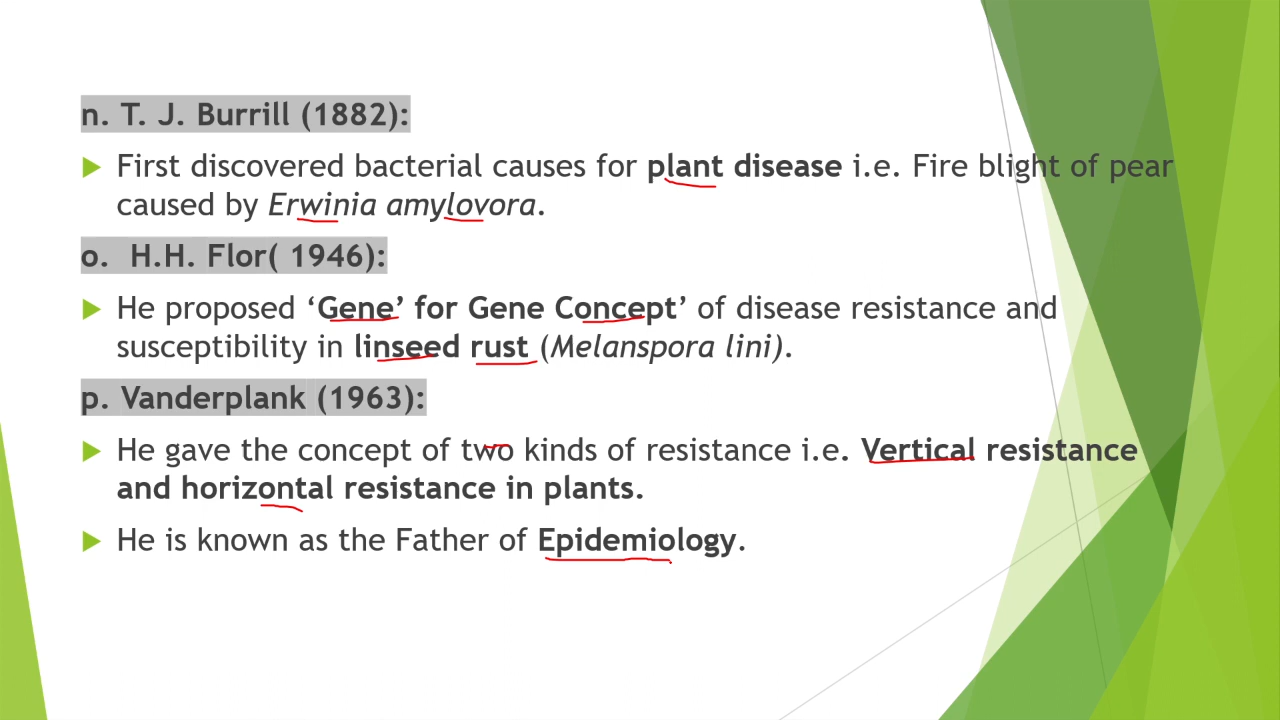 n. T. J. Burrill (1882):
First discovered bacterial causes for plant disease i.e. Fire blight of pear
caused by Erwinia amylovora.
o. H.H. Flor( 1946):
He proposed ‘Gene’ for Gene Concept’ of disease resistance and
susceptibility in linseed rust (Melanspora lini).
p. Vanderplank (1963):
He gave the concept of two kinds of resistance i.e. Vertical resistance
and horizontal resistance in plants.
He is known as the Father of Epidemiology.